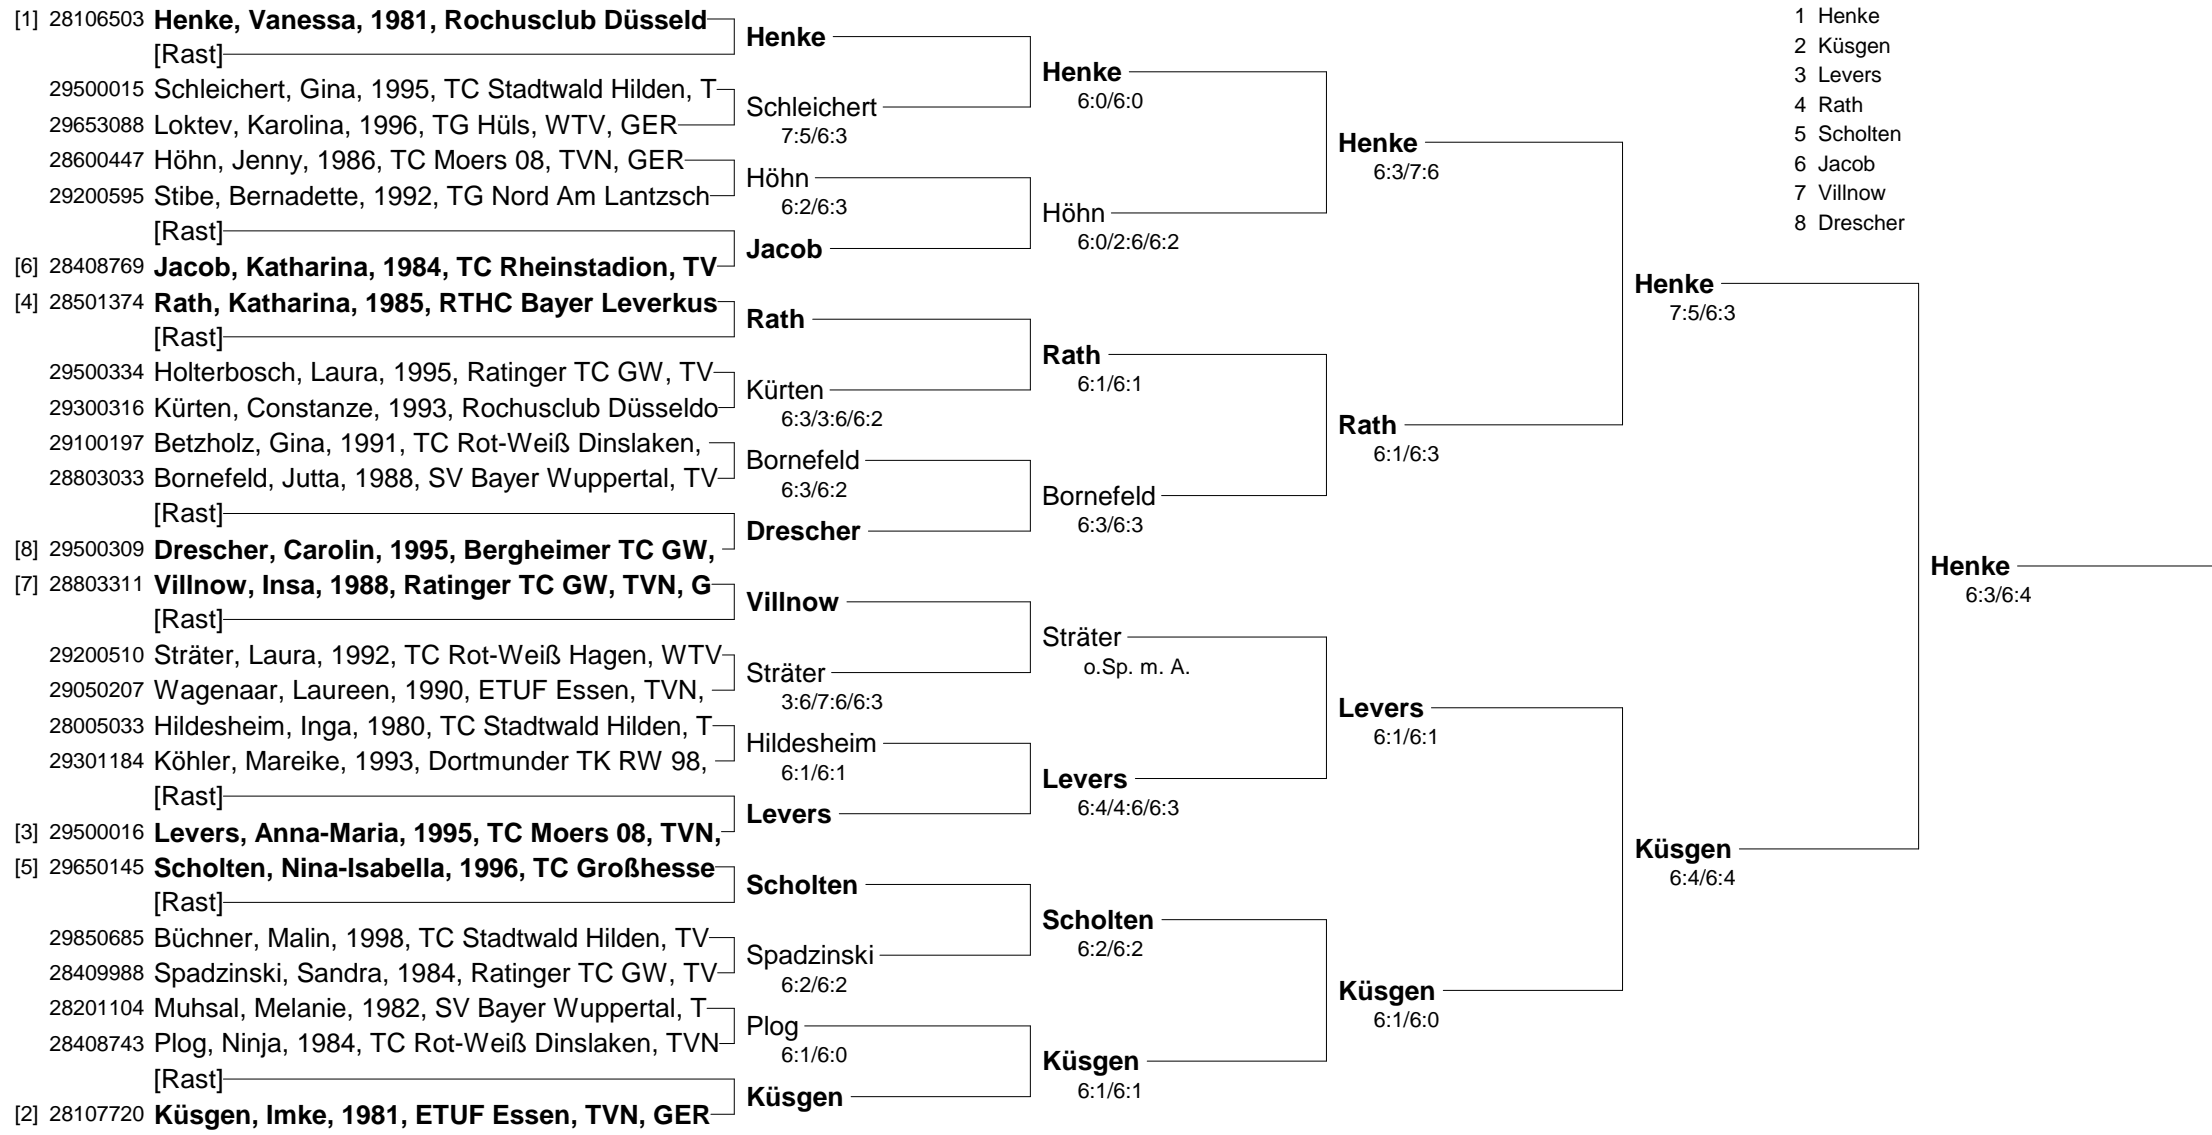 [1] 28106503 Henke, Vanessa, 1981, Rochusclub Düsseld
[Rast]
29500015 Schleichert, Gina, 1995, TC Stadtwald Hilden, T
29653088 Loktev, Karolina, 1996, TG Hüls, WTV, GER
28600447 Höhn, Jenny, 1986, TC Moers 08, TVN, GER
29200595 Stibe, Bernadette, 1992, TG Nord Am Lantzsch
[Rast]
[6] 28408769 Jacob, Katharina, 1984, TC Rheinstadion, TV
[4] 28501374 Rath, Katharina, 1985, RTHC Bayer Leverkus
[Rast]
29500334 Holterbosch, Laura, 1995, Ratinger TC GW, TV
29300316 Kürten, Constanze, 1993, Rochusclub Düsseldo
29100197 Betzholz, Gina, 1991, TC Rot-Weiß Dinslaken,
28803033 Bornefeld, Jutta, 1988, SV Bayer Wuppertal, TV
[Rast]
[8] 29500309 Drescher, Carolin, 1995, Bergheimer TC GW,
[7] 28803311 Villnow, Insa, 1988, Ratinger TC GW, TVN, G
[Rast]
29200510 Sträter, Laura, 1992, TC Rot-Weiß Hagen, WTV
29050207 Wagenaar, Laureen, 1990, ETUF Essen, TVN,
28005033 Hildesheim, Inga, 1980, TC Stadtwald Hilden, T
29301184 Köhler, Mareike, 1993, Dortmunder TK RW 98,
[Rast]
[3] 29500016 Levers, Anna-Maria, 1995, TC Moers 08, TVN,
[5] 29650145 Scholten, Nina-Isabella, 1996, TC Großhesse
[Rast]
29850685 Büchner, Malin, 1998, TC Stadtwald Hilden, TV
28409988 Spadzinski, Sandra, 1984, Ratinger TC GW, TV
28201104 Muhsal, Melanie, 1982, SV Bayer Wuppertal, T
28408743 Plog, Ninja, 1984, TC Rot-Weiß Dinslaken, TVN
[Rast]
[2] 28107720 Küsgen, Imke, 1981, ETUF Essen, TVN, GER
Henke
Schleichert
7:5/6:3
Höhn
6:2/6:3
Jacob
Rath
Kürten
6:3/3:6/6:2
Bornefeld
6:3/6:2
Drescher
Villnow
Sträter
3:6/7:6/6:3
Hildesheim
6:1/6:1
Levers
Scholten
Spadzinski
6:2/6:2
Plog
6:1/6:0
Küsgen
Henke
6:0/6:0
Höhn
6:0/2:6/6:2
Rath
6:1/6:1
Bornefeld
6:3/6:3
Sträter
o.Sp. m. A.
Levers
6:4/4:6/6:3
Scholten
6:2/6:2
Küsgen
6:1/6:1
Henke
6:3/7:6
Rath
6:1/6:3
Levers
6:1/6:1
Küsgen
6:1/6:0
Henke
7:5/6:3
Küsgen
6:4/6:4
Henke
6:3/6:4
1 Henke
2 Küsgen
3 Levers
4 Rath
5 Scholten
6 Jacob
7 Villnow
8 Drescher